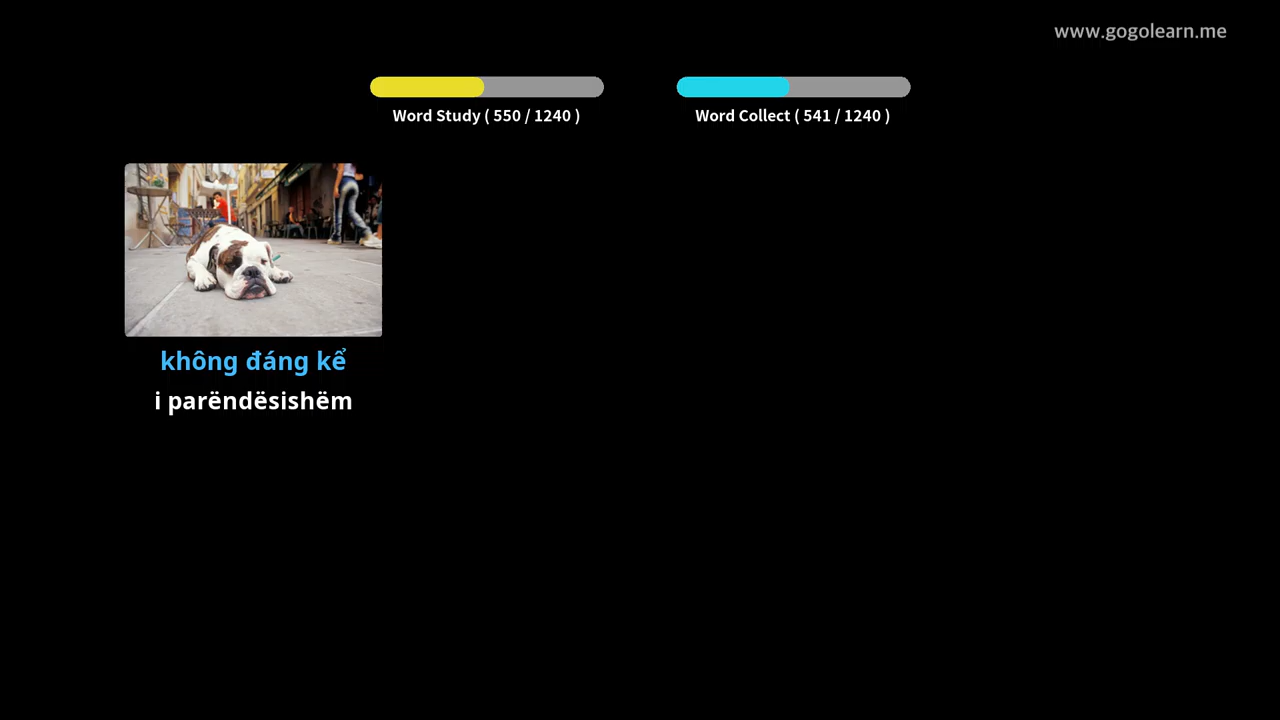 www.gogolearn.me
Word Study ( 550 / 1240 )
Word Collect ( 541 / 1240 )
không đáng kể
i parëndësishëm